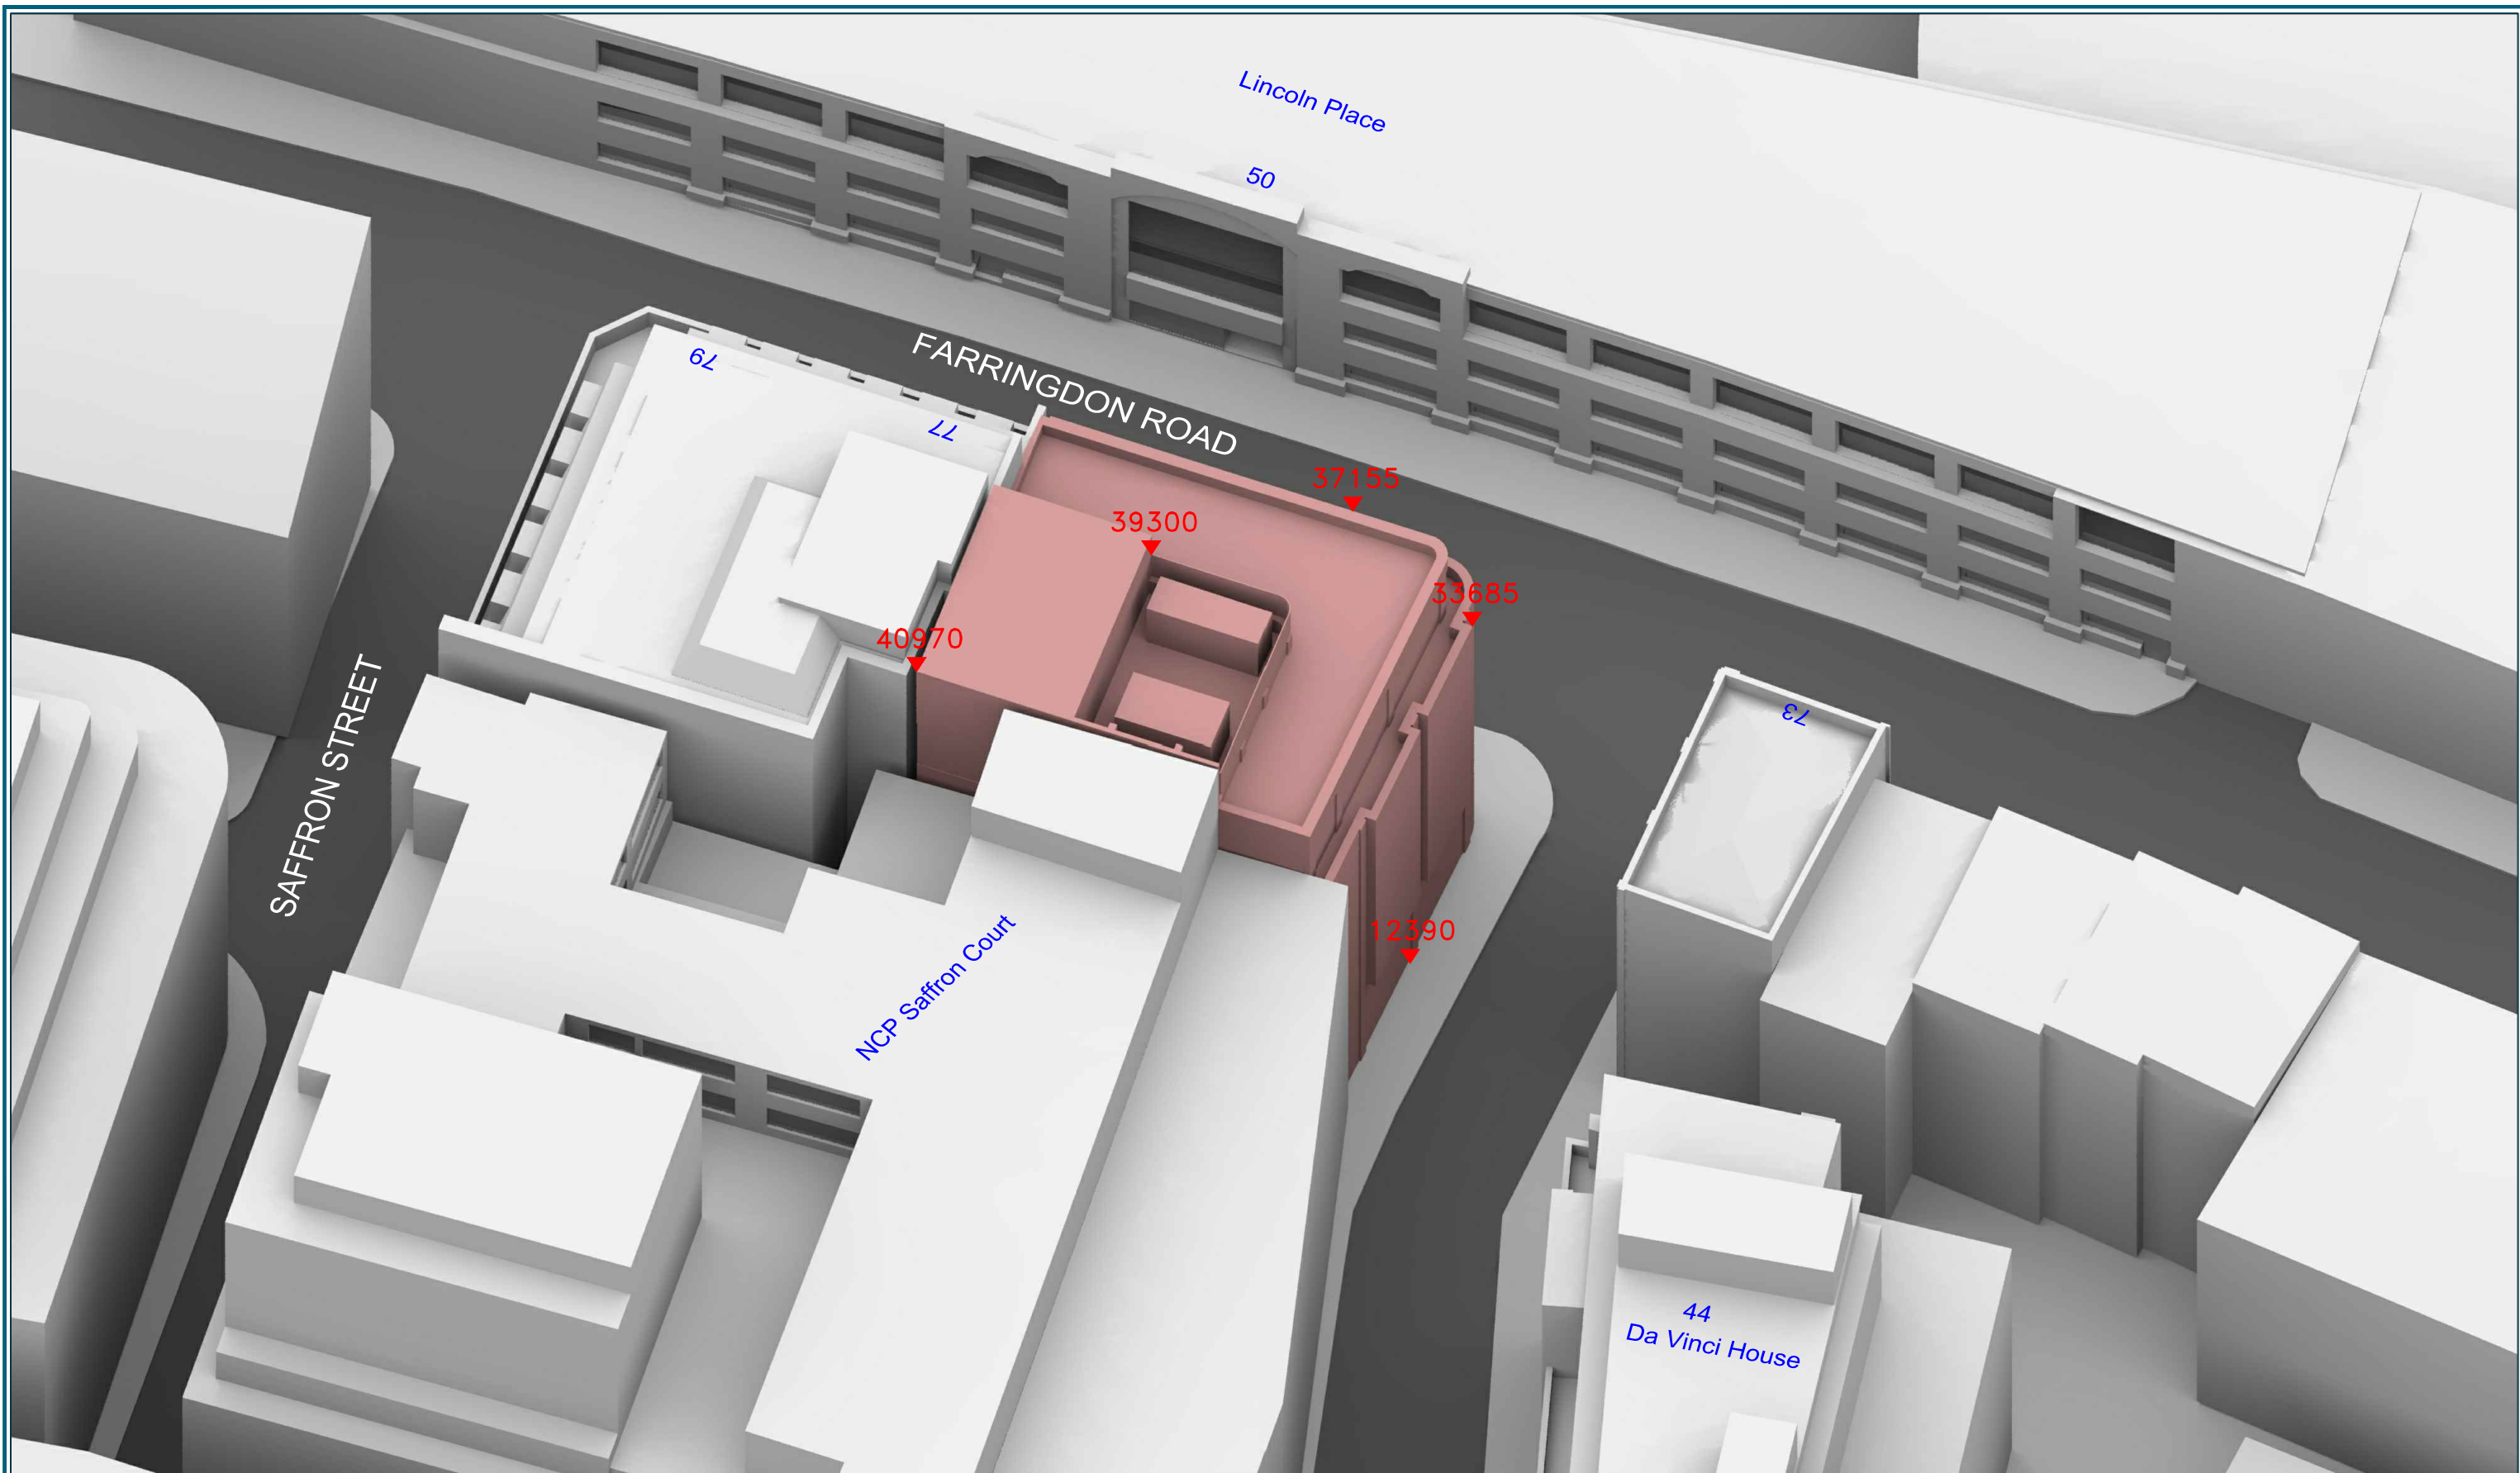 Lincoln Place
50
79
77
FARRINGDON ROAD
37155
39300
33685
40970
SAFFRON STREET
73
NCP Saffron Court
12390
44
Da Vinci House